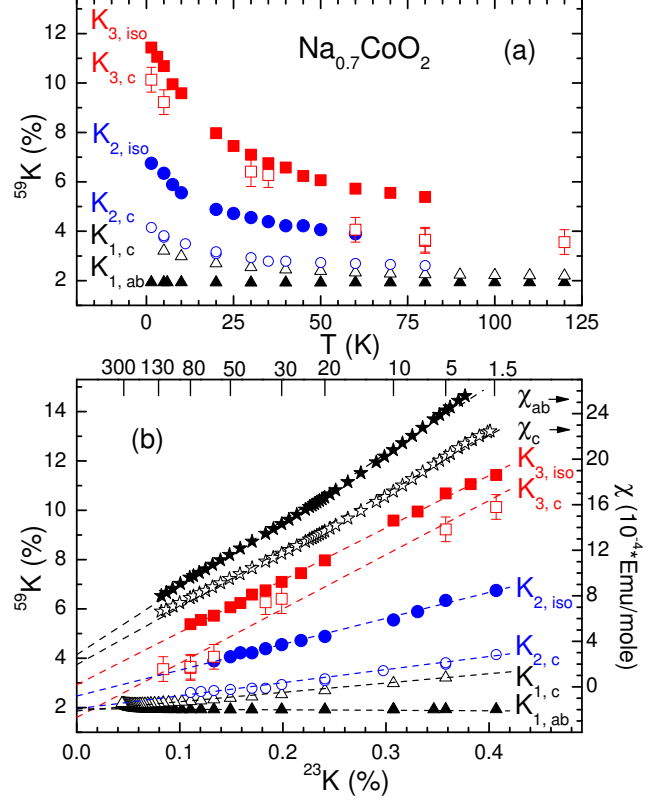 K3, iso
Na0.7CoO2
(a)
K3, c
K2, iso
K2, c
K1, c
K1, ab
59K (%)
12
10
8
6
4
2
0 25 50 75 100 125
T (K)
300 130 80 50 30 20 10 5 1.5
(b)
χab
χc
K3, iso
K3, c
K2, iso
K2, c
K1, c
K1, ab
59K (%)
14
12
10
8
6
4
2
24
20
16
12
8
4
0
χ (10-4*Emu/mole)
0.0 0.1 0.2 0.3 0.4
23K (%)